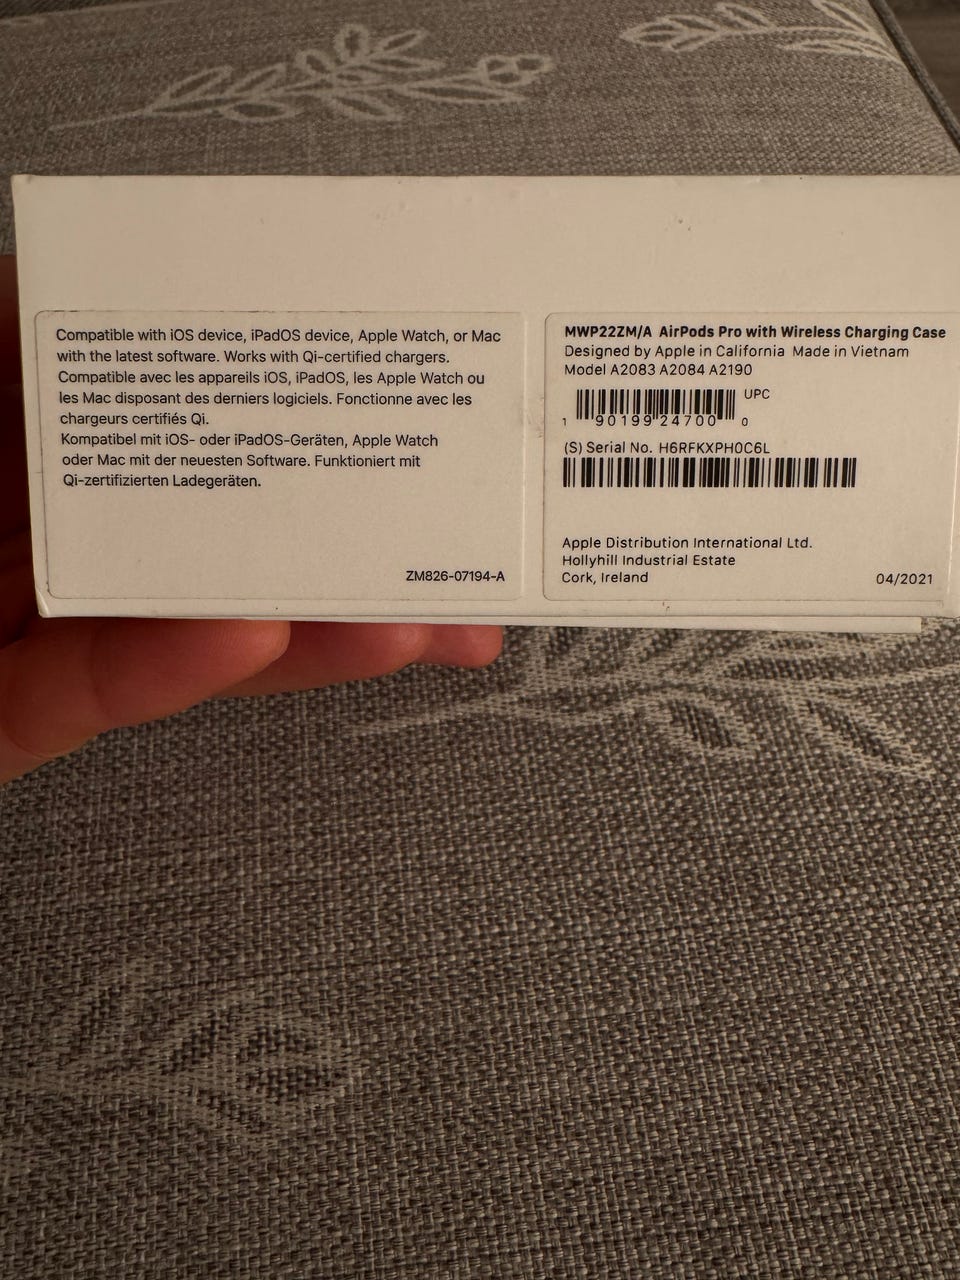 Compatible with iOS device, iPadOS device, Apple Watch, or Mac
with the latest software. Works with Qi-certified chargers.
Compatible avec les appareils iOS, iPadOS, les Apple Watch ou
les Mac disposant des derniers logiciels. Fonctionne avec les
chargeurs certifiés Qi.
Kompatibel mit iOS- oder iPadOS-Geräten, Apple Watch
oder Mac mit der neuesten Software. Funktioniert mit
Qi-zertifizierten Ladegeräten.
ZM826-07194-A
MWP22ZM/A AirPods Pro with Wireless Charging Case
Designed by Apple in California Made in Vietnam
Model A2083 A2084 A2190
UPC
1 90199 24700 0
(S) Serial No. H6RFKXPH0C6L
Apple Distribution International Ltd.
Hollyhill Industrial Estate
Cork, Ireland
04/2021